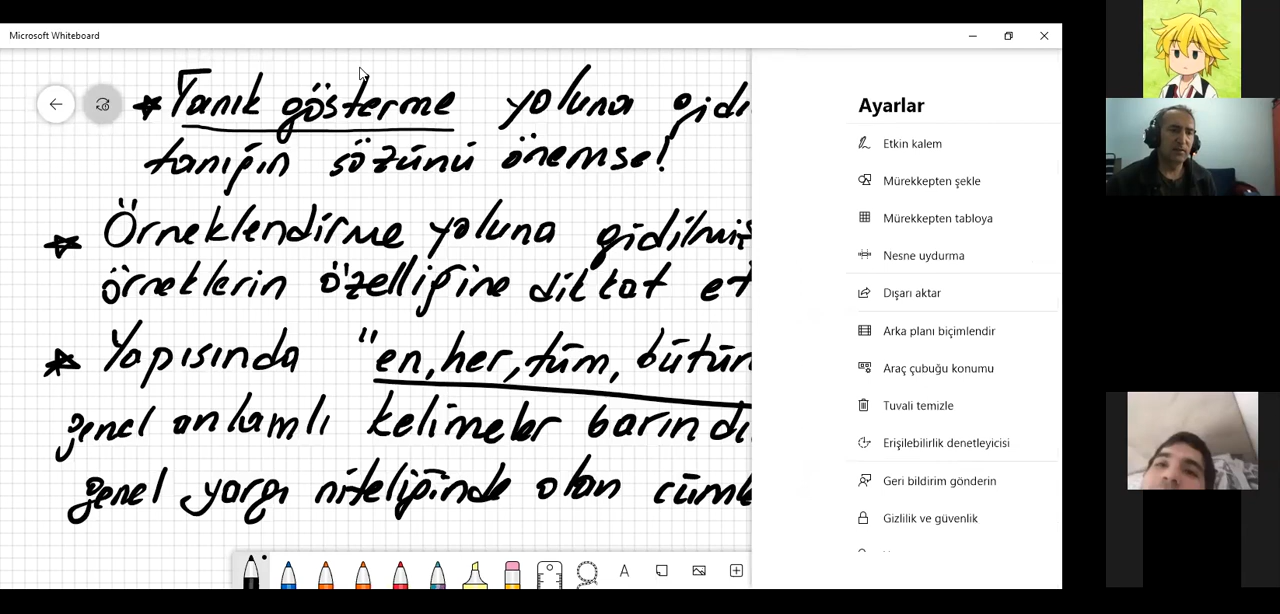 Microsoft Whiteboard
Tanık gösterme yoluna gidi
tanığın sözünü önemse!
Örneklendirme yoluna gidilmiş
örneklerin özelliğine dikkat et
Yapısında "en, her, tüm, bütün
genel anlamlı kelimeler barındı
genel yargı niteliğinde olan cümle
Ayarlar
Etkin kalem
Mürekkepten şekle
Mürekkepten tabloya
Nesne uydurma
Dışarı aktar
Arka planı biçimlendir
Araç çubuğu konumu
Tuvali temizle
Erişilebilirlik denetleyicisi
Geri bildirim gönderin
Gizlilik ve güvenlik